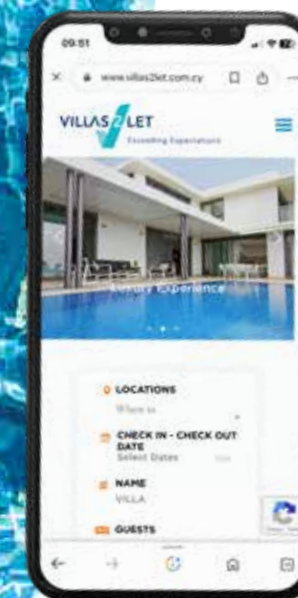 09:51
www.villas2let.com.cy
VILLAS 2 LET
Exceeding Expectations
Luxury Experience
LOCATIONS
Where to
CHECK IN - CHECK OUT
DATE
Select Dates
NAME
VILLA
GUESTS